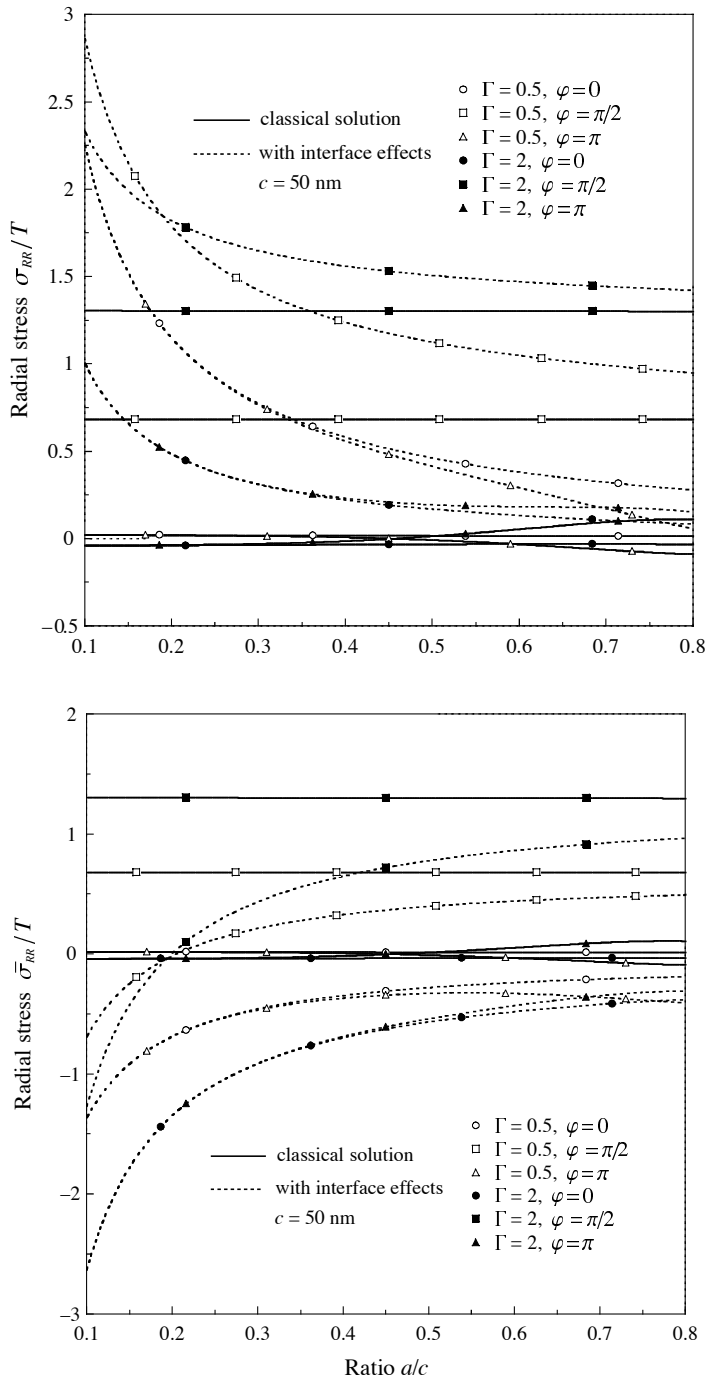 3
2.5
2
1.5
1
0.5
0
−0.5
Radial stress σRR/T
classical solution
with interface effects
c = 50 nm
Γ = 0.5, φ=0
Γ = 0.5, φ=π/2
Γ = 0.5, φ=π
Γ = 2, φ=0
Γ = 2, φ=π/2
Γ = 2, φ=π
0.1 0.2 0.3 0.4 0.5 0.6 0.7 0.8
2
1
0
−1
−2
−3
Radial stress σ̿RR/T
classical solution
with interface effects
c = 50 nm
Γ = 0.5, φ=0
Γ = 0.5, φ=π/2
Γ = 0.5, φ=π
Γ = 2, φ=0
Γ = 2, φ=π/2
Γ = 2, φ=π
0.1 0.2 0.3 0.4 0.5 0.6 0.7 0.8
Ratio a/c